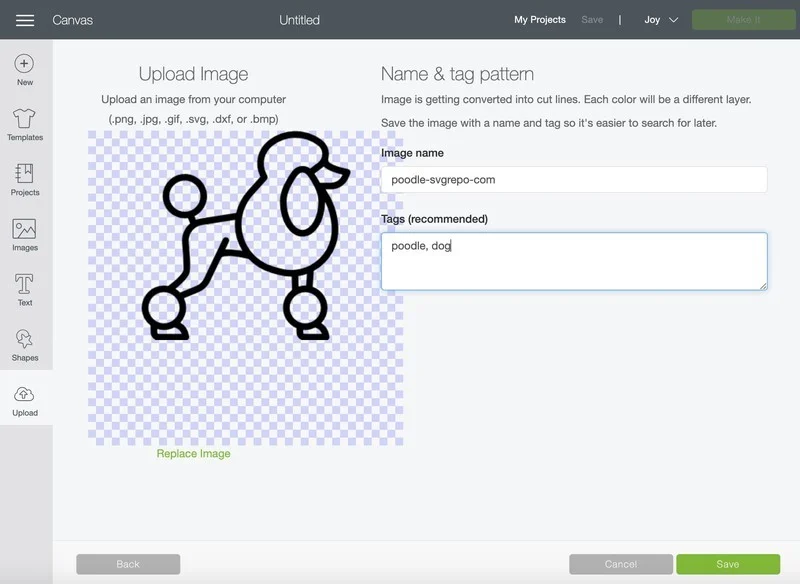 Canvas
Untitled
My Projects Save | Joy Make It
New
Templates
Projects
Images
Text
Shapes
Upload
Upload Image
Upload an image from your computer
(.png, .jpg, .gif, .svg, .dxf, or .bmp)
Replace Image
Name & tag pattern
Image is getting converted into cut lines. Each color will be a different layer.
Save the image with a name and tag so it's easier to search for later.
Image name
poodle-svgrepo-com
Tags (recommended)
poodle, dog
Back
Cancel
Save